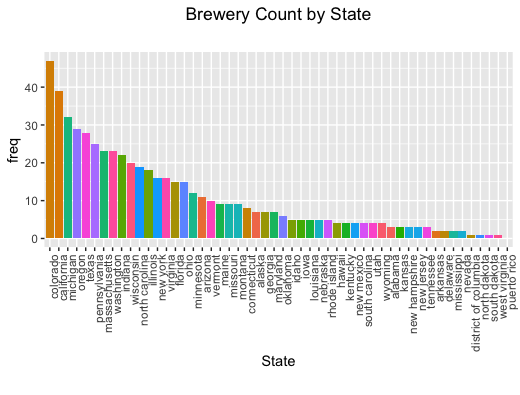 Brewery Count by State
freq
40
30
20
10
0
colorado
california
michigan
oregon
texas
pennsylvania
massachusetts
washington
indiana
wisconsin
north carolina
illinois
new york
virginia
florida
ohio
minnesota
arizona
vermont
maine
missouri
montana
connecticut
alaska
georgia
maryland
oklahoma
idaho
iowa
louisiana
nebraska
rhode island
hawaii
kentucky
new mexico
south carolina
utah
wyoming
alabama
kansas
new hampshire
new jersey
tennessee
arkansas
delaware
mississippi
nevada
district of columbia
north dakota
south dakota
west virginia
puerto rico
State